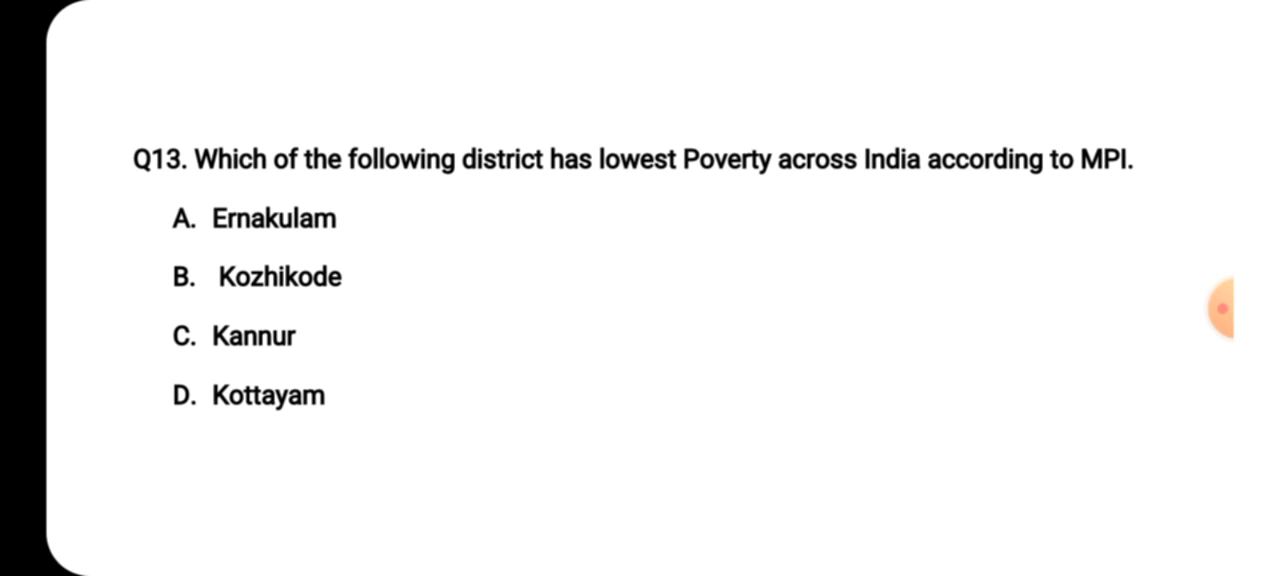 Q13. Which of the following district has lowest Poverty across India according to MPI.
A. Ernakulam
B. Kozhikode
C. Kannur
D. Kottayam